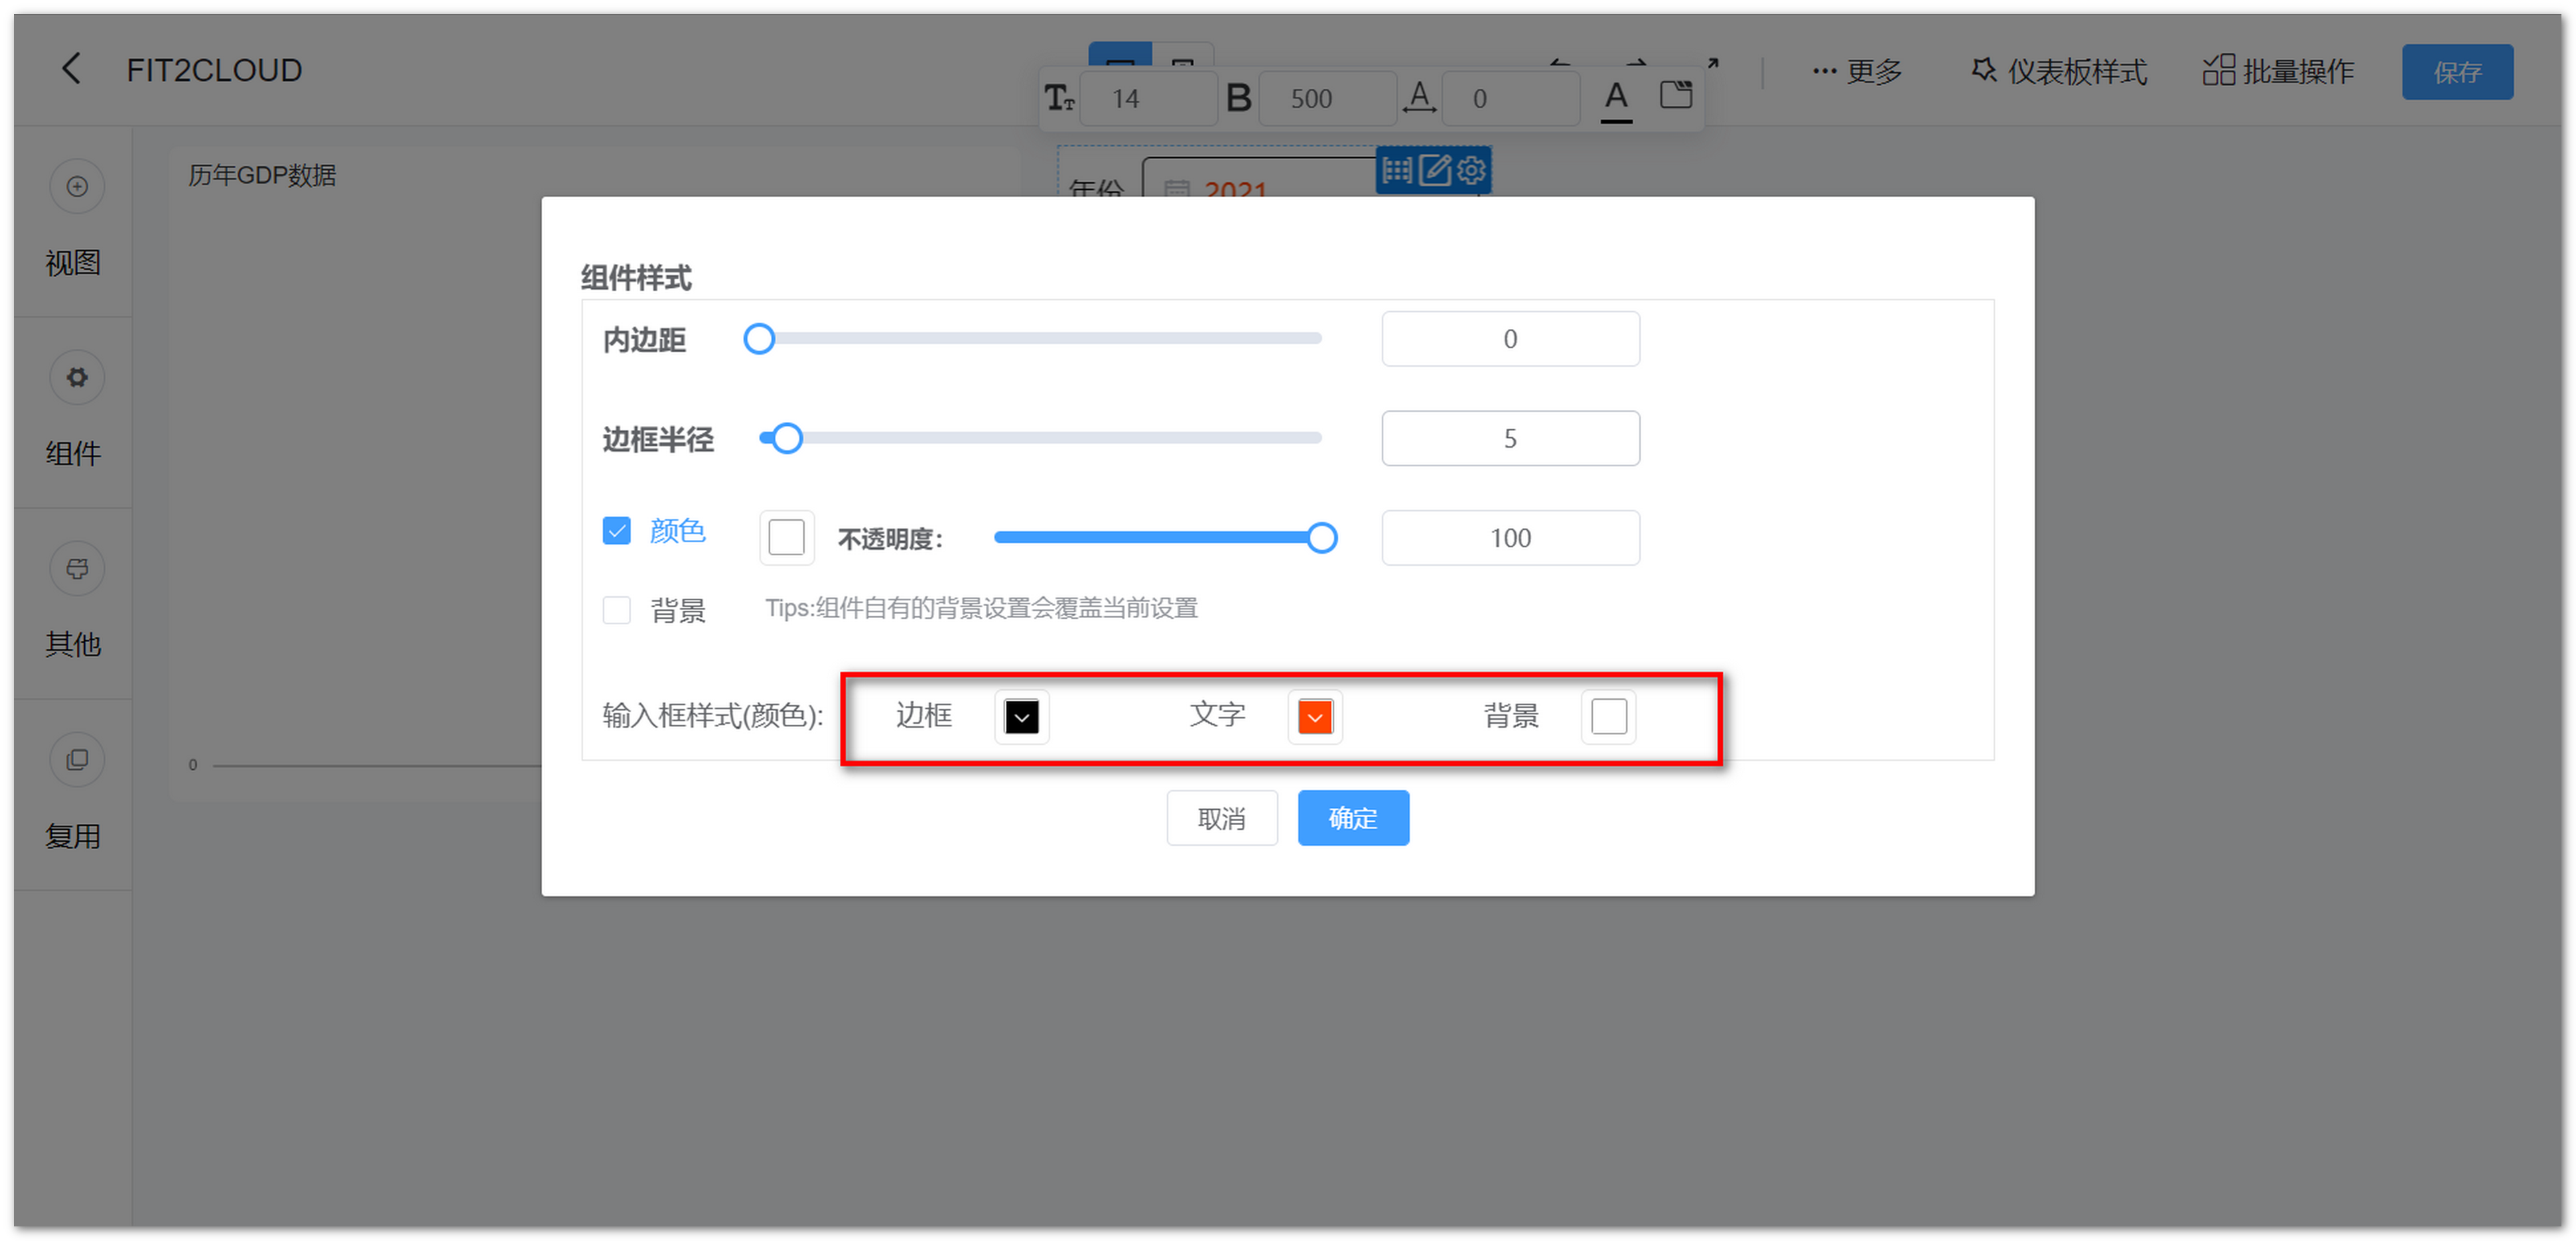 FIT2CLOUD
••• 更多
仪表板样式
批量操作
保存
14
B
500
A
0
A
视图
组件
其他
复用
历年GDP数据
0
年份
2021
组件样式
内边距
0
边框半径
5
颜色
不透明度：
100
背景
Tips:组件自有的背景设置会覆盖当前设置
输入框样式(颜色):
边框
文字
背景
取消
确定